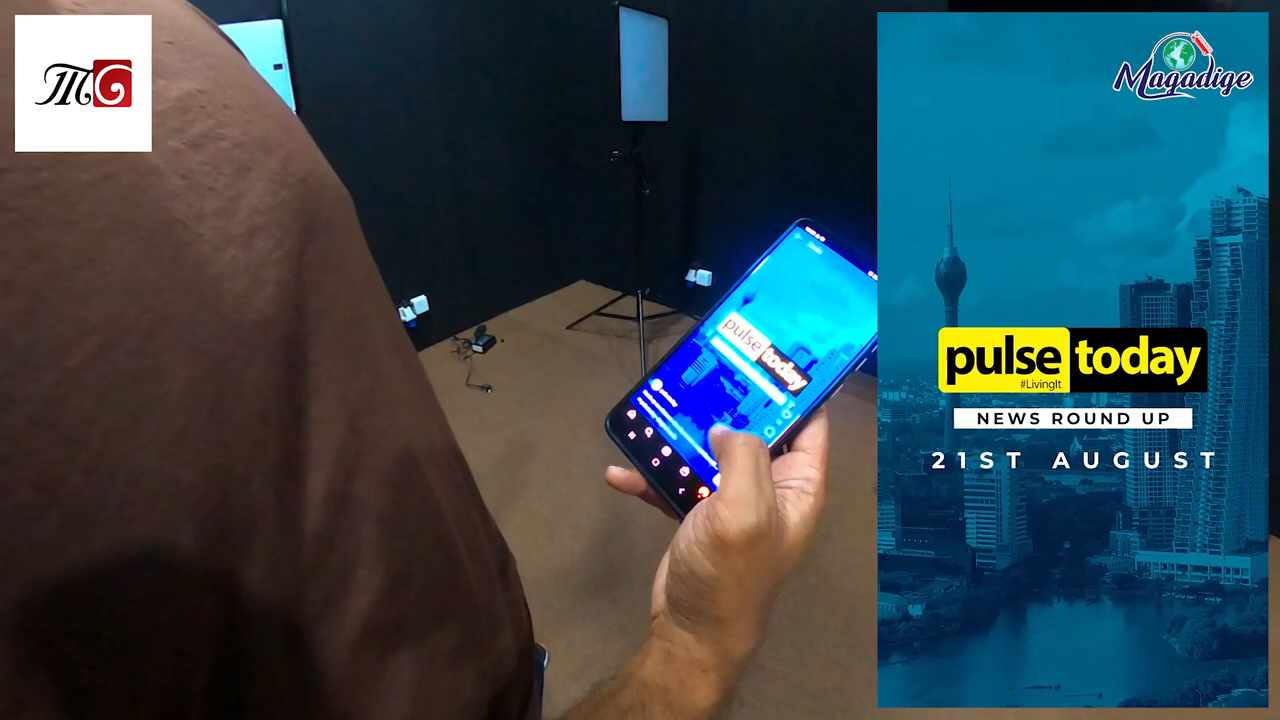 MG
Magadige
pulse today
#LivingIt
NEWS ROUND UP
21ST AUGUST
pulse today